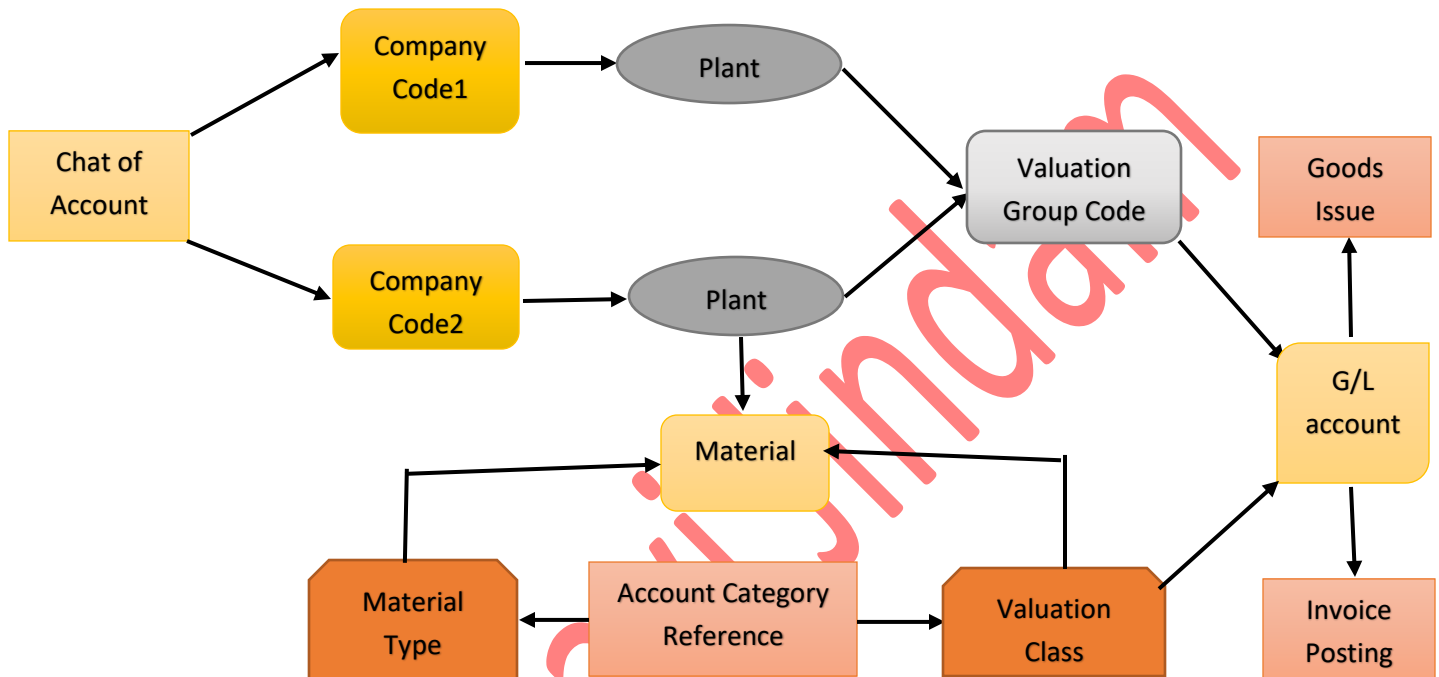 Company
Code1
Plant
Chat of
Account
Valuation
Group Code
Goods
Issue
Company
Code2
Plant
G/L
account
Material
Material
Type
Account Category
Reference
Valuation
Class
Invoice
Posting